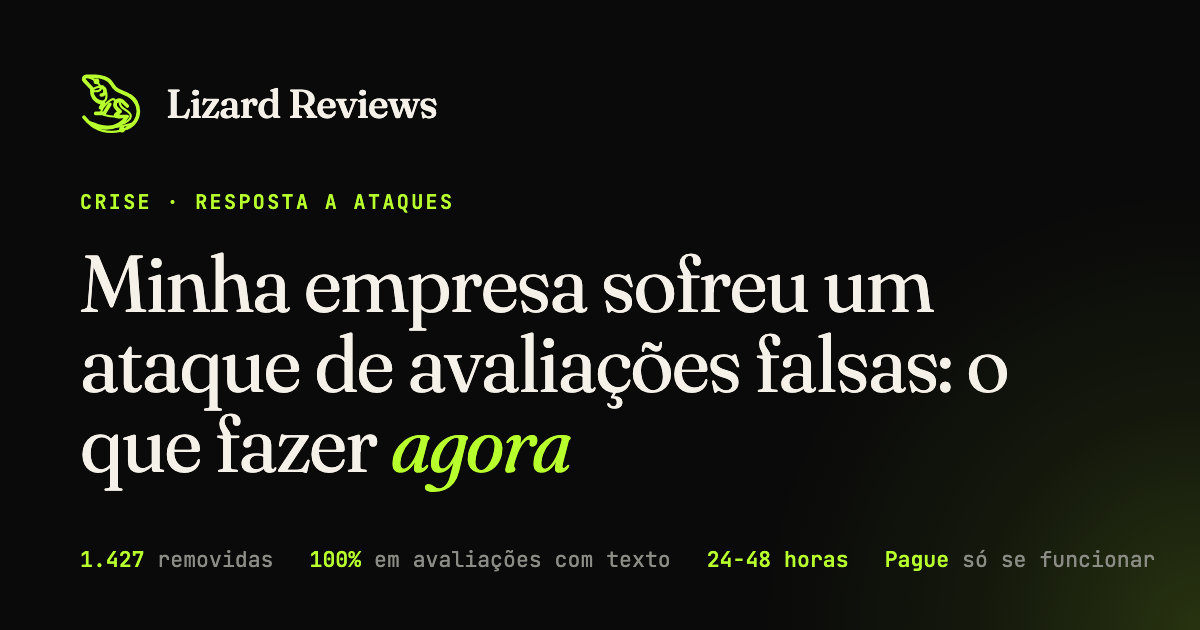 Lizard Reviews
CRISE · RESPOSTA A ATAQUES
Minha empresa sofreu um
ataque de avaliações falsas: o
que fazer agora
1.427 removidas 100% em avaliações com texto 24-48 horas Pague só se funcionar